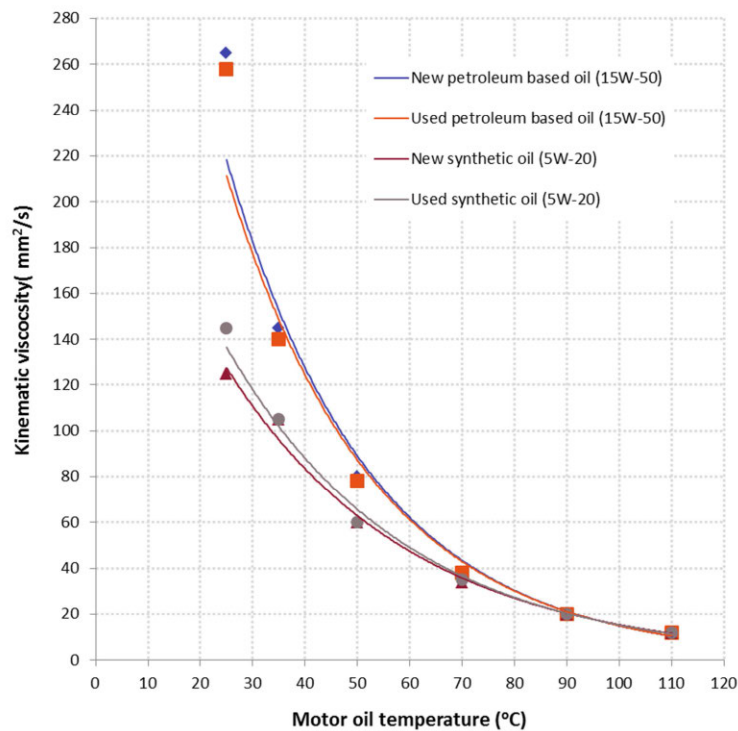 280
260
240
220
200
180
160
140
120
100
80
60
40
20
0
Kinematic viscocsity( mm²/s)
New petroleum based oil (15W-50)
Used petroleum based oil (15W-50)
New synthetic oil (5W-20)
Used synthetic oil (5W-20)
0 10 20 30 40 50 60 70 80 90 100 110 120
Motor oil temperature (°C)